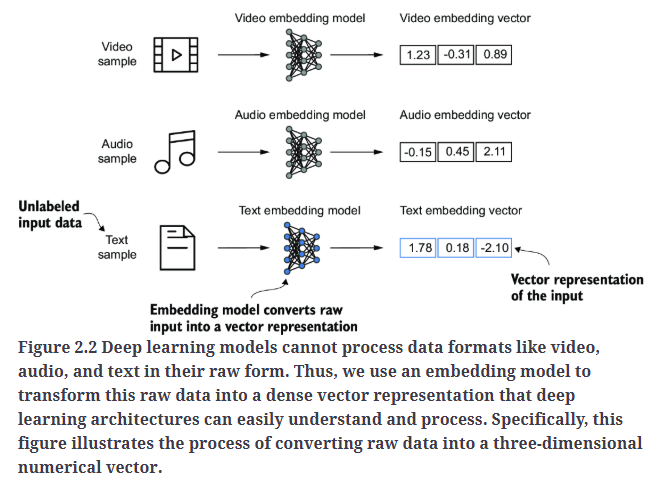 Video embedding model
Video embedding vector
Video
sample
1.23 -0.31 0.89
Audio embedding model
Audio embedding vector
Audio
sample
-0.15 0.45 2.11
Unlabeled
input data
Text embedding model
Text embedding vector
Text
sample
1.78 0.18 -2.10
Vector representation
of the input
Embedding model converts raw
input into a vector representation
Figure 2.2 Deep learning models cannot process data formats like video,
audio, and text in their raw form. Thus, we use an embedding model to
transform this raw data into a dense vector representation that deep
learning architectures can easily understand and process. Specifically, this
figure illustrates the process of converting raw data into a three-dimensional
numerical vector.